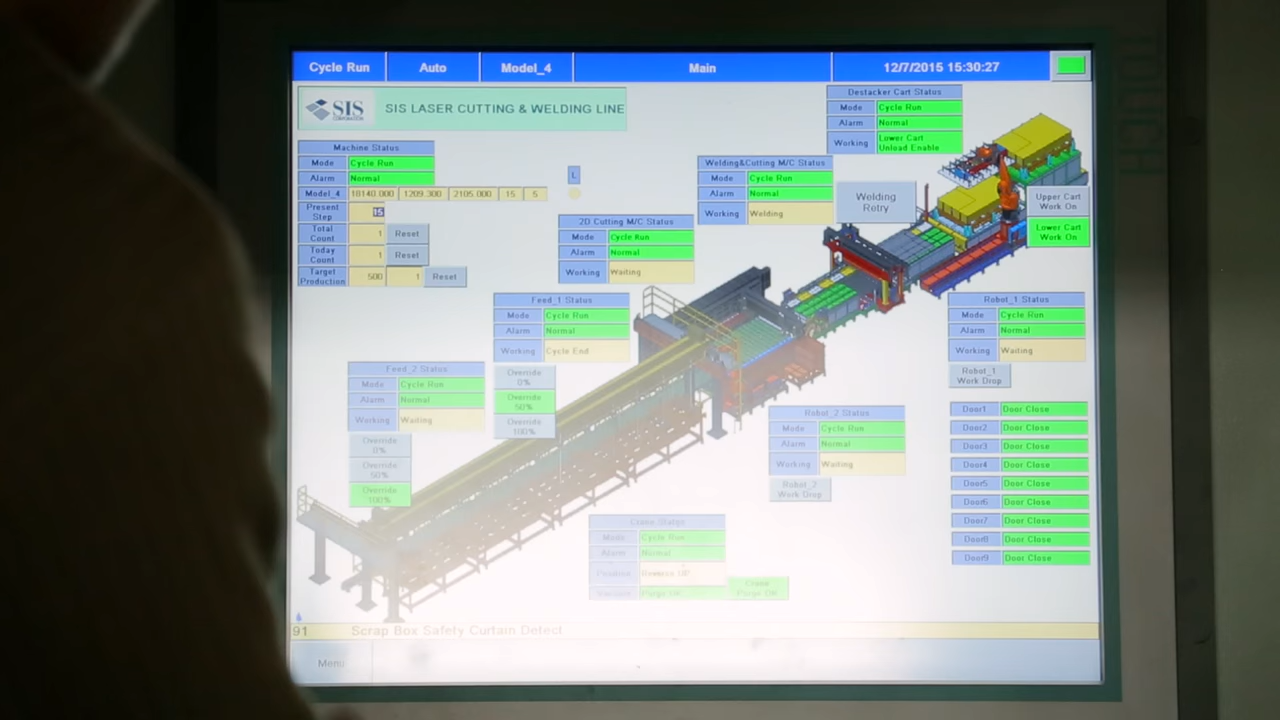 Cycle Run Auto Model_4 Main 12/7/2015 15:30:27
SIS CORPORATION
SIS LASER CUTTING & WELDING LINE
Machine Status
Mode Cycle Run
Alarm Normal
Model_4 18140.000 1209.300 2105.000 15 5
Present Step 15
Total Count 1 Reset
Today Count 1 Reset
Target Production 500 1 Reset
L
Destacker Cart Status
Mode Cycle Run
Alarm Normal
Working Lower Cart Unload Enable
Welding&Cutting M/C Status
Mode Cycle Run
Alarm Normal
Working Welding
Welding Retry
Upper Cart Work On
Lower Cart Work On
2D Cutting M/C Status
Mode Cycle Run
Alarm Normal
Working Waiting
Feed_1 Status
Mode Cycle Run
Alarm Normal
Working Cycle End
Override 0%
Override 50%
Override 100%
Feed_2 Status
Mode Cycle Run
Alarm Normal
Working Waiting
Override 0%
Override 50%
Override 100%
Robot_1 Status
Mode Cycle Run
Alarm Normal
Working Waiting
Robot_1 Work Drop
Robot_2 Status
Mode Cycle Run
Alarm Normal
Working Waiting
Robot_2 Work Drop
Door1 Door Close
Door2 Door Close
Door3 Door Close
Door4 Door Close
Door5 Door Close
Door6 Door Close
Door7 Door Close
Door8 Door Close
Door9 Door Close
Crane Status
Mode Cycle Run
Alarm Normal
Position
91 Scrap Box Safety Curtain Detect
Menu
TOUCH